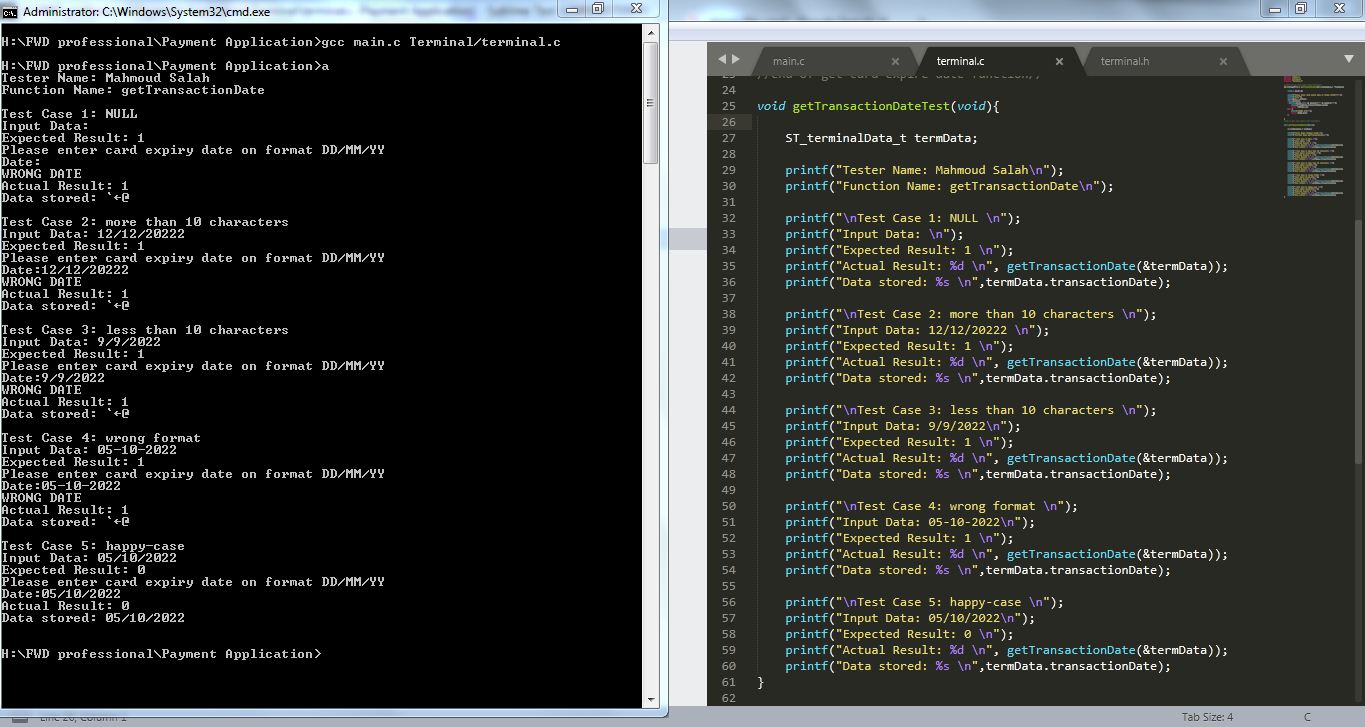 Administrator: C:\Windows\System32\cmd.exe
H:\FWD professional\Payment Application>gcc main.c Terminal/terminal.c
H:\FWD professional\Payment Application>a
Tester Name: Mahmoud Salah
Function Name: getTransactionDate
Test Case 1: NULL
Input Data:
Expected Result: 1
Please enter card expiry date on format DD/MM/YY
Date:
WRONG DATE
Actual Result: 1
Data stored: `←@
Test Case 2: more than 10 characters
Input Data: 12/12/20222
Expected Result: 1
Please enter card expiry date on format DD/MM/YY
Date:12/12/20222
WRONG DATE
Actual Result: 1
Data stored: `←@
Test Case 3: less than 10 characters
Input Data: 9/9/2022
Expected Result: 1
Please enter card expiry date on format DD/MM/YY
Date:9/9/2022
WRONG DATE
Actual Result: 1
Data stored: `←@
Test Case 4: wrong format
Input Data: 05-10-2022
Expected Result: 1
Please enter card expiry date on format DD/MM/YY
Date:05-10-2022
WRONG DATE
Actual Result: 1
Data stored: `←@
Test Case 5: happy-case
Input Data: 05/10/2022
Expected Result: 0
Please enter card expiry date on format DD/MM/YY
Date:05/10/2022
Actual Result: 0
Data stored: 05/10/2022
H:\FWD professional\Payment Application>
main.c
terminal.c
terminal.h
23 //end of get card expire date function//
24
25 void getTransactionDateTest(void){
26
27 ST_terminalData_t termData;
28
29 printf("Tester Name: Mahmoud Salah\n");
30 printf("Function Name: getTransactionDate\n");
31
32 printf("\nTest Case 1: NULL \n");
33 printf("Input Data: \n");
34 printf("Expected Result: 1 \n");
35 printf("Actual Result: %d \n", getTransactionDate(&termData));
36 printf("Data stored: %s \n",termData.transactionDate);
37
38 printf("\nTest Case 2: more than 10 characters \n");
39 printf("Input Data: 12/12/20222 \n");
40 printf("Expected Result: 1 \n");
41 printf("Actual Result: %d \n", getTransactionDate(&termData));
42 printf("Data stored: %s \n",termData.transactionDate);
43
44 printf("\nTest Case 3: less than 10 characters \n");
45 printf("Input Data: 9/9/2022\n");
46 printf("Expected Result: 1 \n");
47 printf("Actual Result: %d \n", getTransactionDate(&termData));
48 printf("Data stored: %s \n",termData.transactionDate);
49
50 printf("\nTest Case 4: wrong format \n");
51 printf("Input Data: 05-10-2022\n");
52 printf("Expected Result: 1 \n");
53 printf("Actual Result: %d \n", getTransactionDate(&termData));
54 printf("Data stored: %s \n",termData.transactionDate);
55
56 printf("\nTest Case 5: happy-case \n");
57 printf("Input Data: 05/10/2022\n");
58 printf("Expected Result: 0 \n");
59 printf("Actual Result: %d \n", getTransactionDate(&termData));
60 printf("Data stored: %s \n",termData.transactionDate);
61 }
62
Line 26, Column 1
Tab Size: 4
C